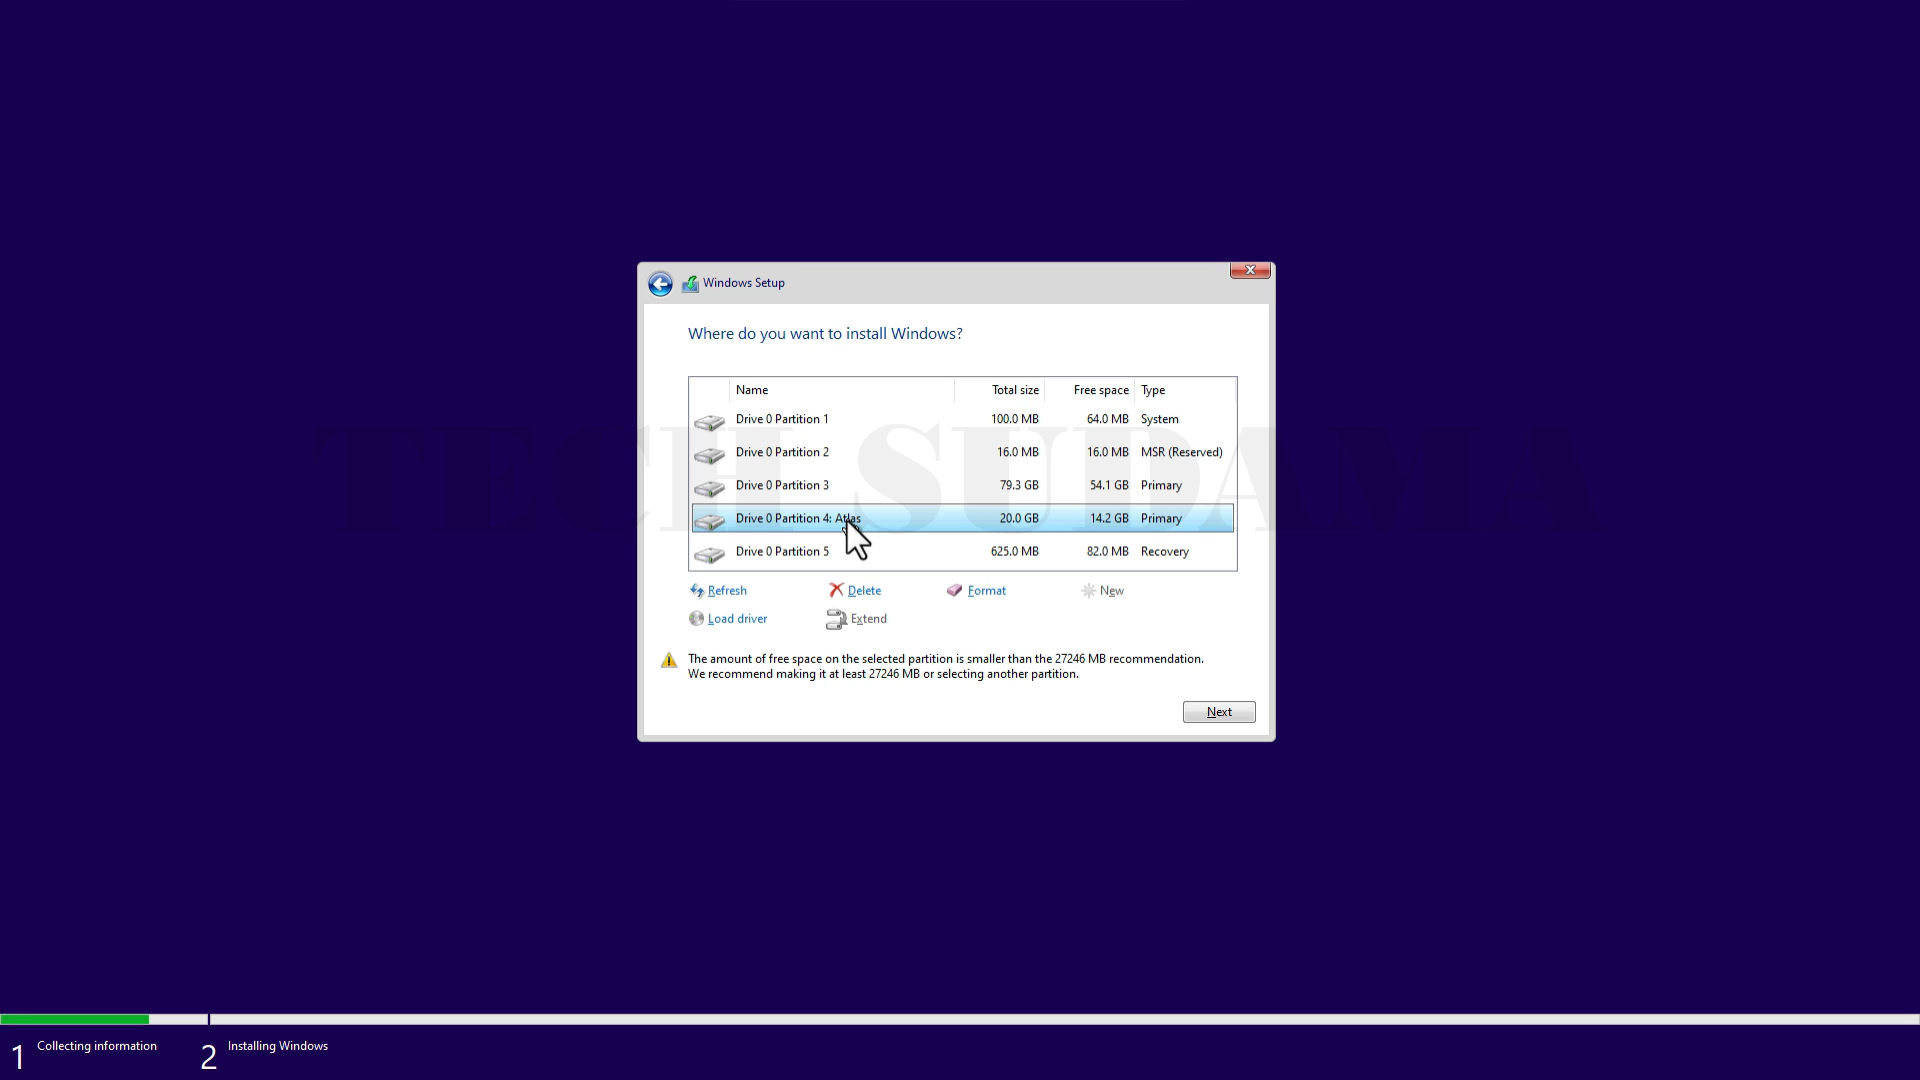 Windows Setup
Where do you want to install Windows?
Name Total size Free space Type
Drive 0 Partition 1 100.0 MB 64.0 MB System
Drive 0 Partition 2 16.0 MB 16.0 MB MSR (Reserved)
TECH SUDAMA
Drive 0 Partition 3 79.3 GB 54.1 GB Primary
Drive 0 Partition 4: Atlas 20.0 GB 14.2 GB Primary
Drive 0 Partition 5 625.0 MB 82.0 MB Recovery
Refresh Delete Format New
Load driver Extend
The amount of free space on the selected partition is smaller than the 27246 MB recommendation.
We recommend making it at least 27246 MB or selecting another partition.
Next
1 Collecting information 2 Installing Windows